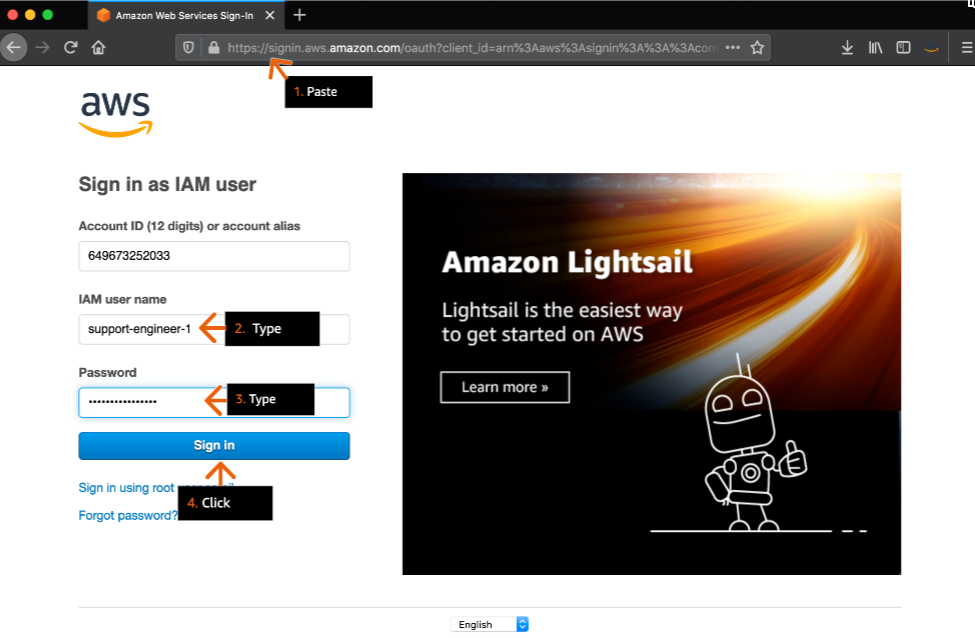 Amazon Web Services Sign-In
https://signin.aws.amazon.com/oauth?client_id=arn%3Aaws%3Asignin%3A%3A%3Acon
1. Paste
aws
Sign in as IAM user
Account ID (12 digits) or account alias
649673252033
IAM user name
support-engineer-1
2. Type
Password
••••••••••••••••
3. Type
Sign in
Sign in using root
4. Click
Forgot password?
Amazon Lightsail
Lightsail is the easiest way
to get started on AWS
Learn more »
English